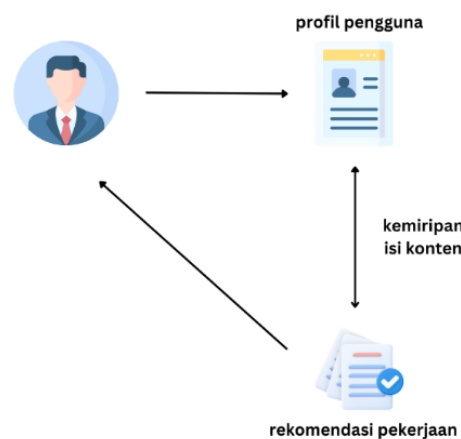 profil pengguna
kemiripan
isi konten
rekomendasi pekerjaan